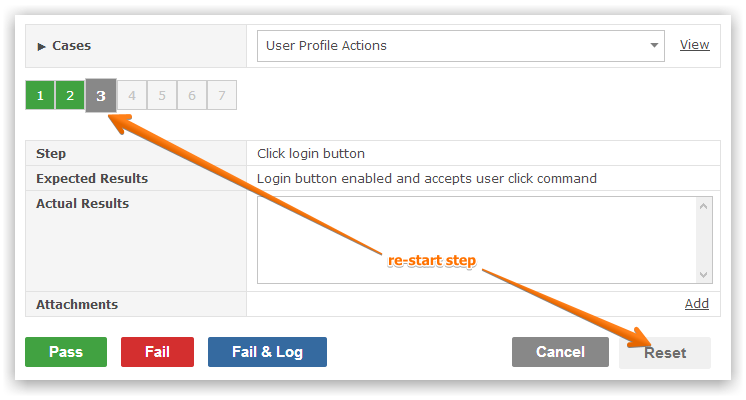 ▶ Cases User Profile Actions View
1 2 3 4 5 6 7
Step Click login button
Expected Results Login button enabled and accepts user click command
Actual Results
re-start step
Attachments Add
Pass Fail Fail & Log Cancel Reset